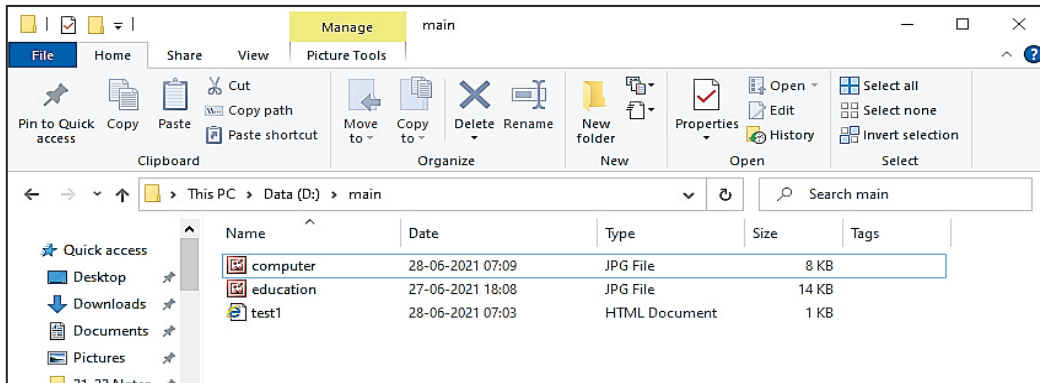 Manage main
File Home Share View Picture Tools
Pin to Quick access
Copy
Paste
Cut
Copy path
Paste shortcut
Clipboard
Move to
Copy to
Delete
Rename
Organize
New folder
New
Properties
Open
Edit
History
Open
Select all
Select none
Invert selection
Select
This PC > Data (D:) > main
Search main
Quick access
Desktop
Downloads
Documents
Pictures
Name Date Type Size Tags
computer 28-06-2021 07:09 JPG File 8 KB
education 27-06-2021 18:08 JPG File 14 KB
test1 28-06-2021 07:03 HTML Document 1 KB